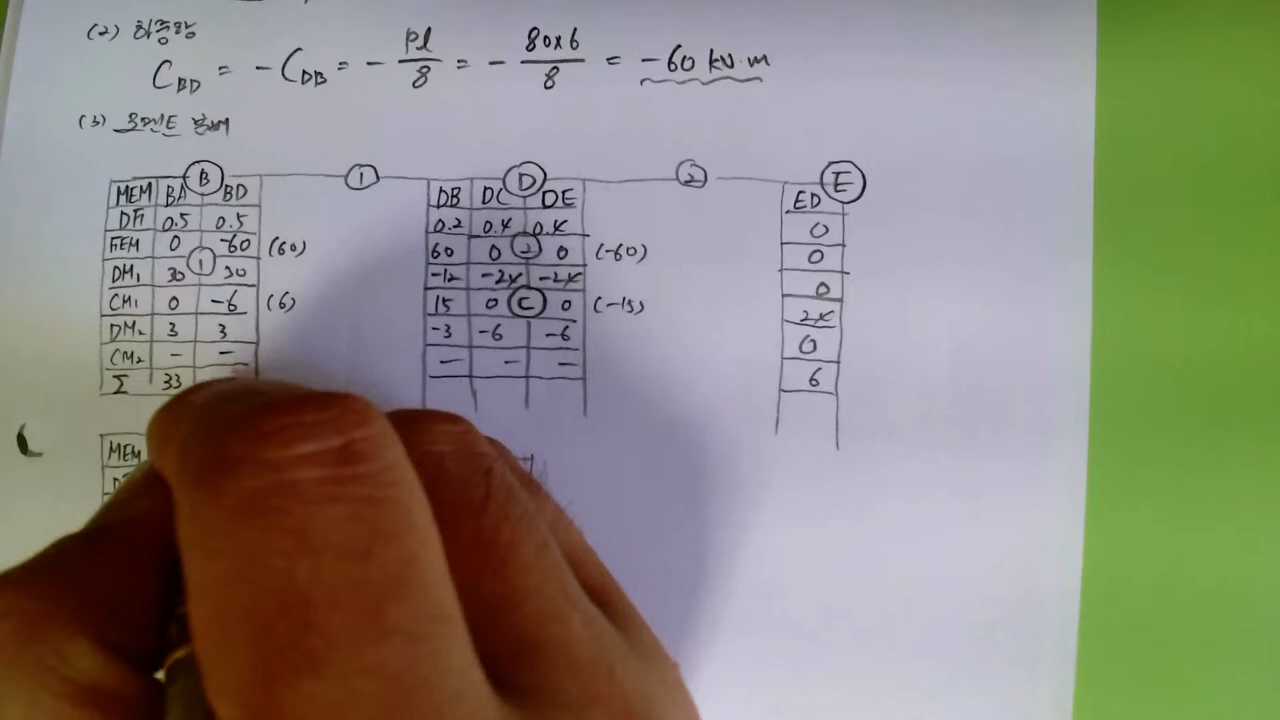 (2) 하중항
C_BD = - C_DB = - Pl/8 = - 80x6/8 = -60 kN·m
(3) 모멘트 분배
B ① D ② E
MEM BA BD DB DC DE ED
DF 0.5 0.5 0.2 0.4 0.4 0
FEM 0 -60 (60) 60 0 ② 0 (-60) 0
DM₁ 30 ① 30 -12 -24 -24 0
CM₁ 0 -6 (6) 15 0 C 0 (-15) 24
DM₂ 3 3 -3 -6 -6 0
CM₂ - - - - - 6
Σ 33
MEM